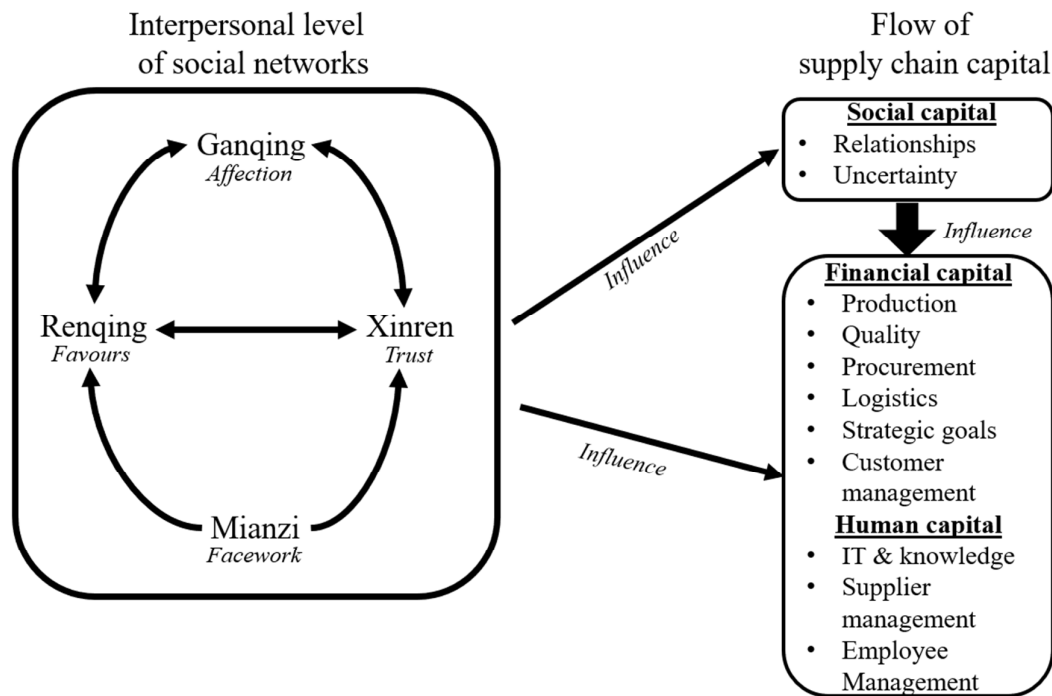 Interpersonal level
of social networks
Ganqing
Affection
Renqing
Favours
Xinren
Trust
Mianzi
Facework
Influence
Influence
Flow of
supply chain capital
Social capital
• Relationships
• Uncertainty
Influence
Financial capital
• Production
• Quality
• Procurement
• Logistics
• Strategic goals
• Customer
management
Human capital
• IT & knowledge
• Supplier
management
• Employee
Management